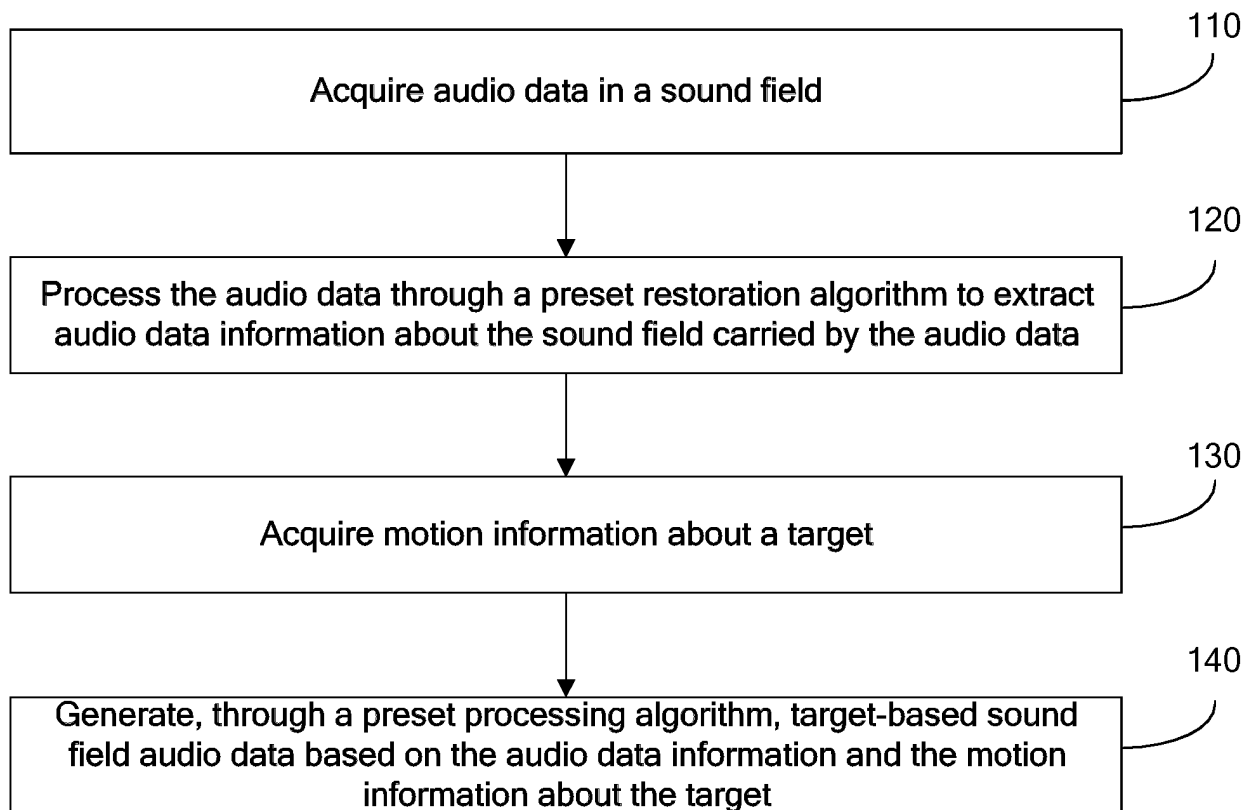 110
Acquire audio data in a sound field
120
Process the audio data through a preset restoration algorithm to extract
audio data information about the sound field carried by the audio data
130
Acquire motion information about a target
140
Generate, through a preset processing algorithm, target-based sound
field audio data based on the audio data information and the motion
information about the target